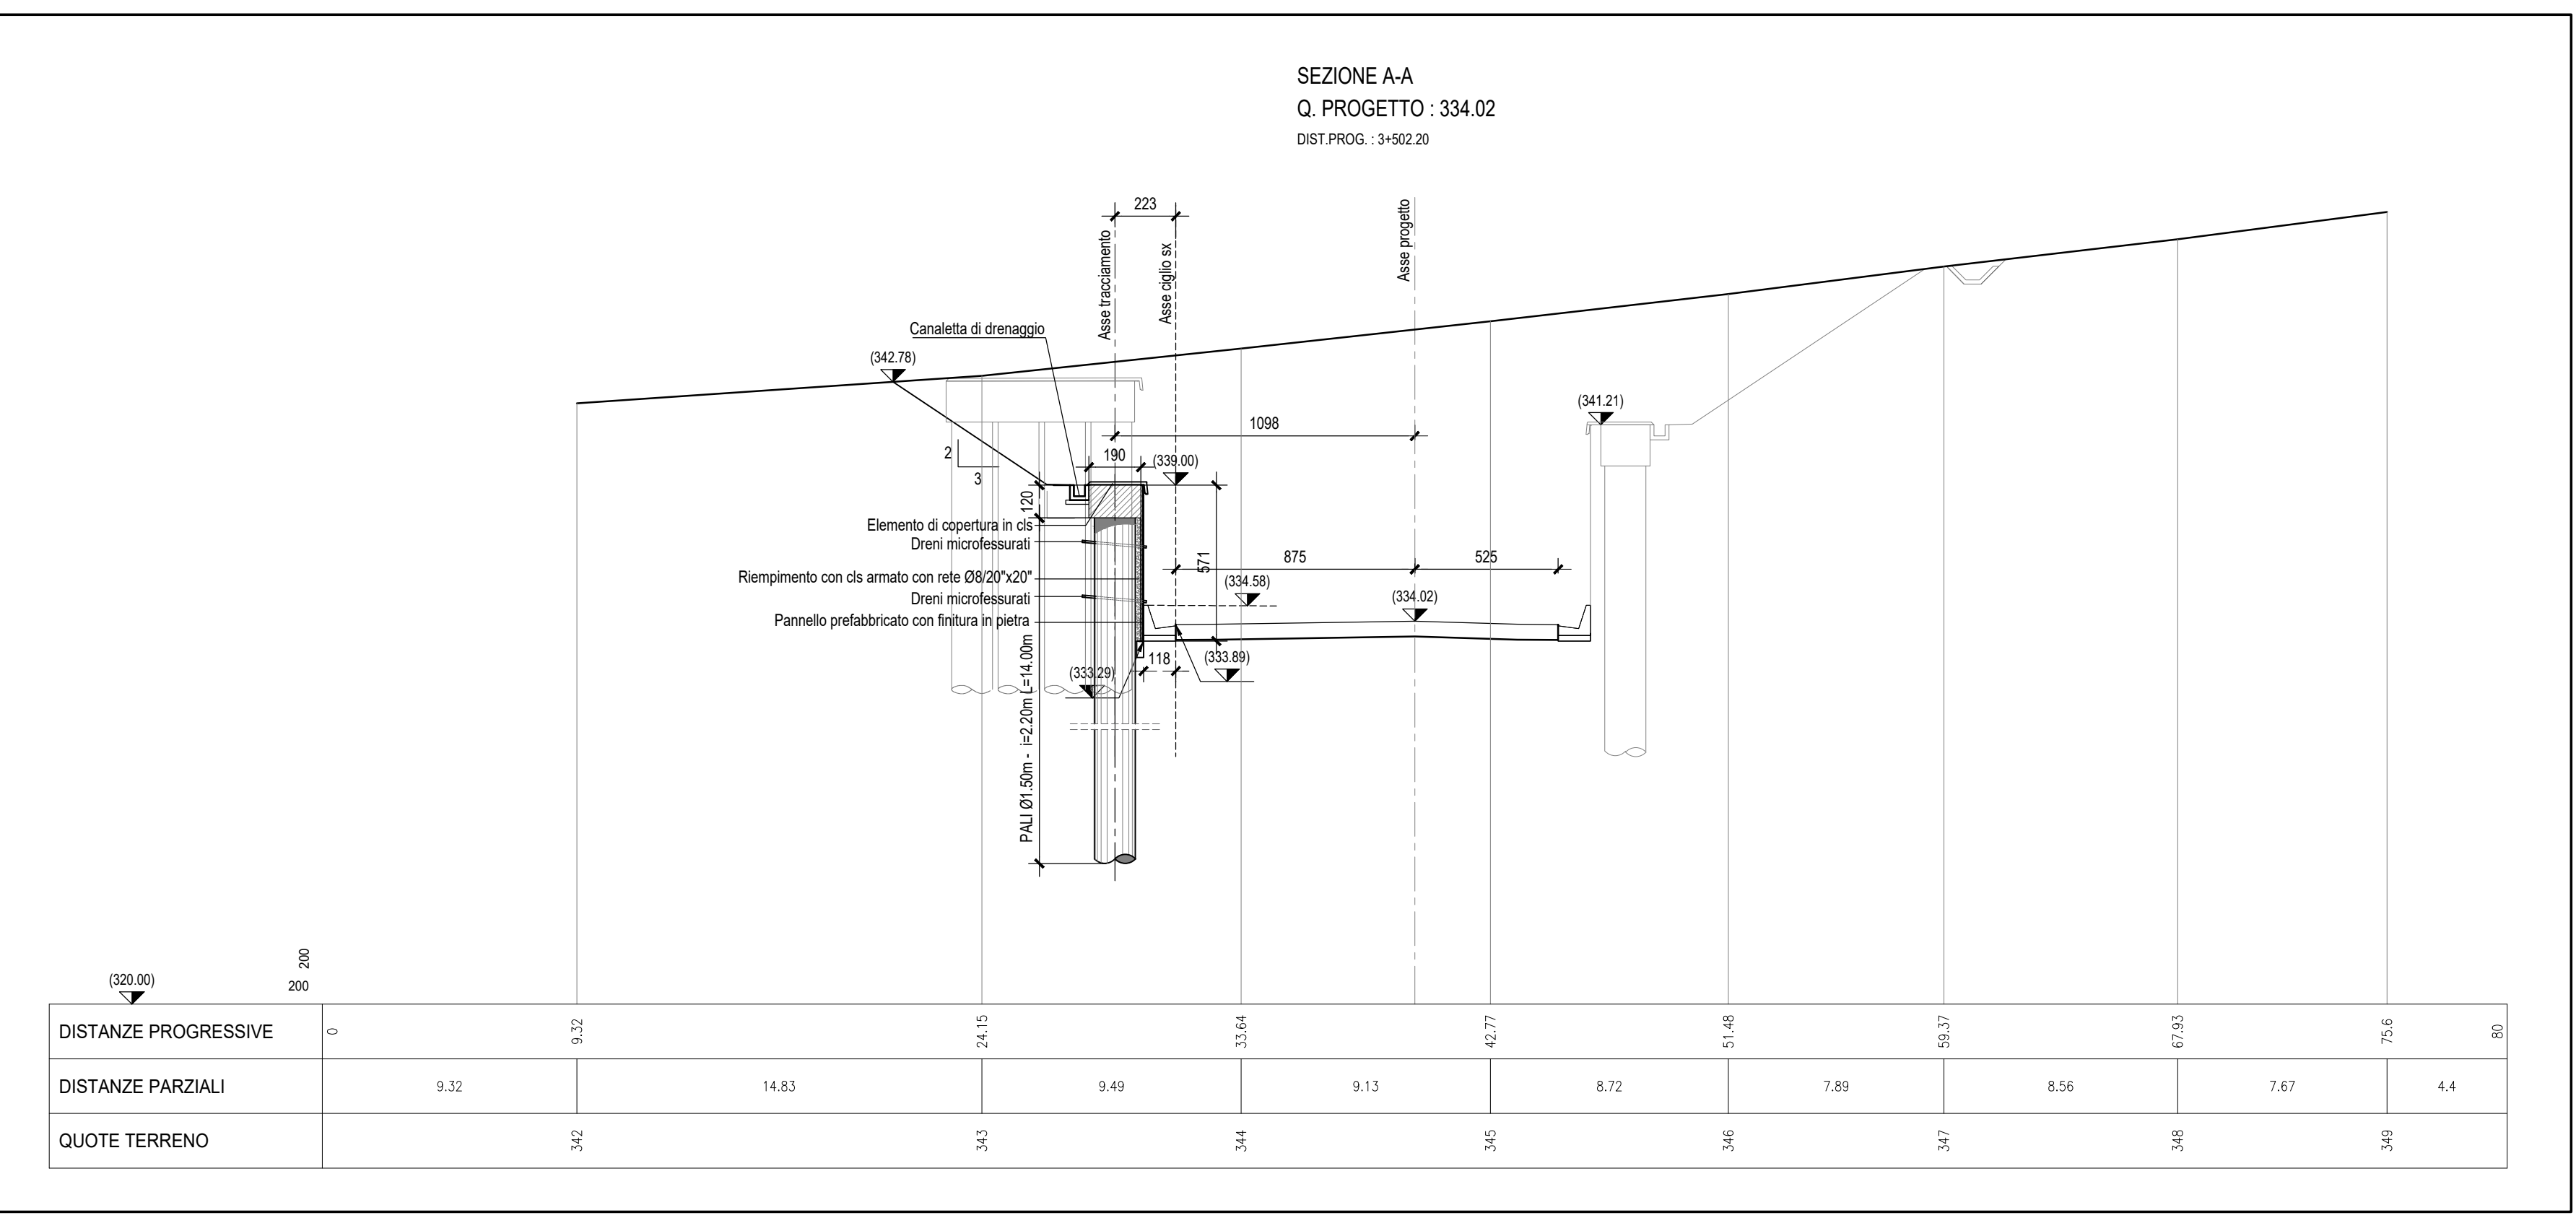 SEZIONE A-A
Q. PROGETTO : 334.02
DIST.PROG. : 3+502.20
223
Asse tracciamento
Asse ciglio sx
Asse progetto
Canaletta di drenaggio
(342.78)
(341.21)
1098
2
3
190
(339.00)
120
Elemento di copertura in cls
Dreni microfessurati
571
875
525
Riempimento con cls armato con rete Ø8/20"x20"
(334.58)
Dreni microfessurati
(334.02)
Pannello prefabbricato con finitura in pietra
118
(333.89)
(333.29)
PALI Ø1.50m - i=2.20m L=14.00m
200
(320.00)
200
DISTANZE PROGRESSIVE 0 9.32 24.15 33.64 42.77 51.48 59.37 67.93 75.6 80
DISTANZE PARZIALI 9.32 14.83 9.49 9.13 8.72 7.89 8.56 7.67 4.4
QUOTE TERRENO 342 343 344 345 346 347 348 349